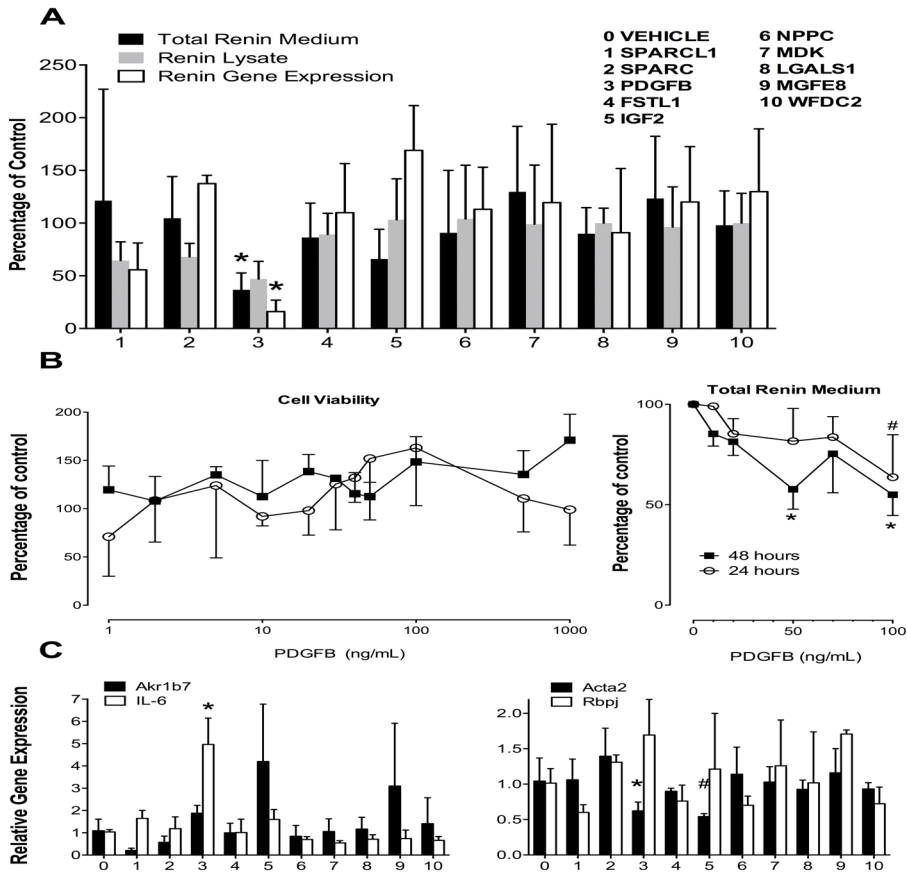 A
Total Renin Medium
Renin Lysate
Renin Gene Expression
0 VEHICLE
1 SPARCL1
2 SPARC
3 PDGFB
4 FSTL1
5 IGF2
6 NPPC
7 MDK
8 LGALS1
9 MGFE8
10 WFDC2
Percentage of Control
250
200
150
100
50
0
* *
1 2 3 4 5 6 7 8 9 10
B
Cell Viability
Percentage of control
200
150
100
50
0
1 10 100 1000
PDGFB (ng/mL)
Total Renin Medium
Percentage of control
100
50
0
#
* *
48 hours
24 hours
0 50 100
PDGFB (ng/mL)
C
Akr1b7
IL-6
Relative Gene Expression
7
6
5
4
3
2
1
0
*
0 1 2 3 4 5 6 7 8 9 10
Acta2
Rbpj
2.0
1.5
1.0
0.5
0.0
* #
0 1 2 3 4 5 6 7 8 9 10